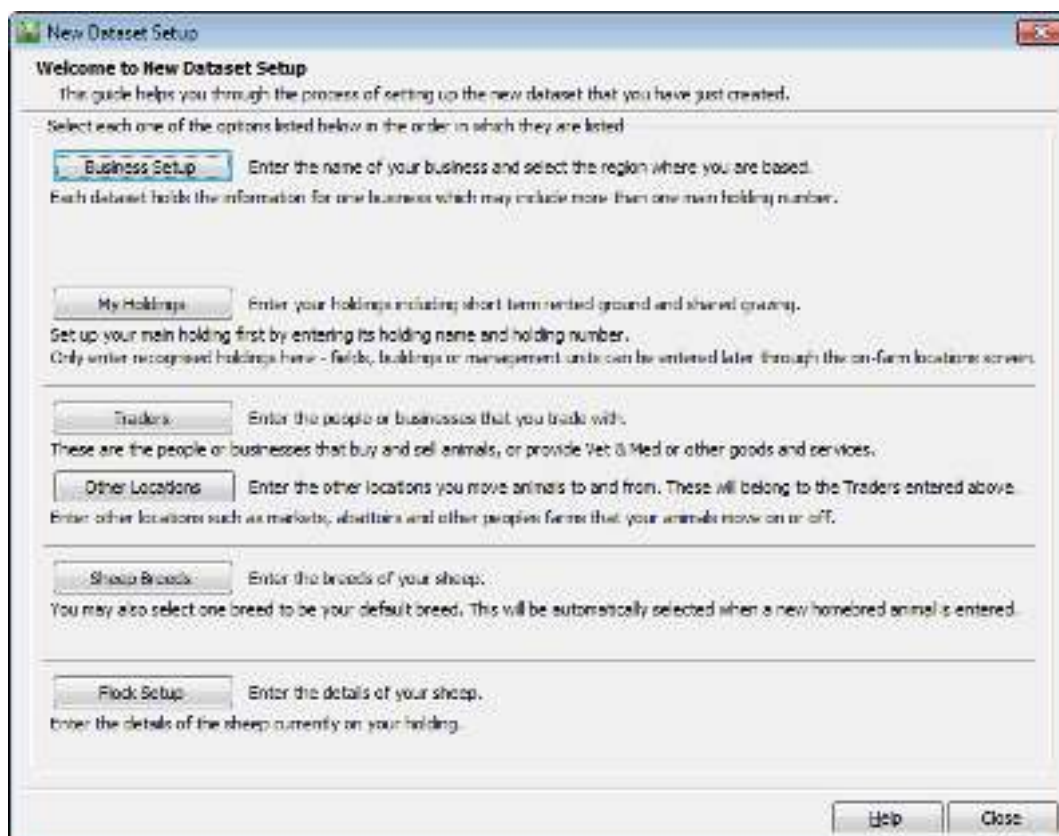 New Dataset Setup
Welcome to New Dataset Setup
This guide helps you through the process of setting up the new dataset that you have just created.
Select each one of the options listed below in the order in which they are listed
Business Setup Enter the name of your business and select the region where you are based.
Each dataset holds the information for one business which may include more than one main holding number.
My Holdings Enter your holdings including short term rented ground and shared grazing.
Set up your main holding first by entering its holding name and holding number.
Only enter recognised holdings here - fields, buildings or management units can be entered later through the on-farm locations screen.
Traders Enter the people or businesses that you trade with.
These are the people or businesses that buy and sell animals, or provide Vet & Med or other goods and services.
Other Locations Enter the other locations you move animals to and from. These will belong to the Traders entered above.
Enter other locations such as markets, abattoirs and other peoples farms that your animals move on or off.
Sheep Breeds Enter the breeds of your sheep.
You may also select one breed to be your default breed. This will be automatically selected when a new homebred animal is entered.
Flock Setup Enter the details of your sheep.
Enter the details of the sheep currently on your holding.
Help Close